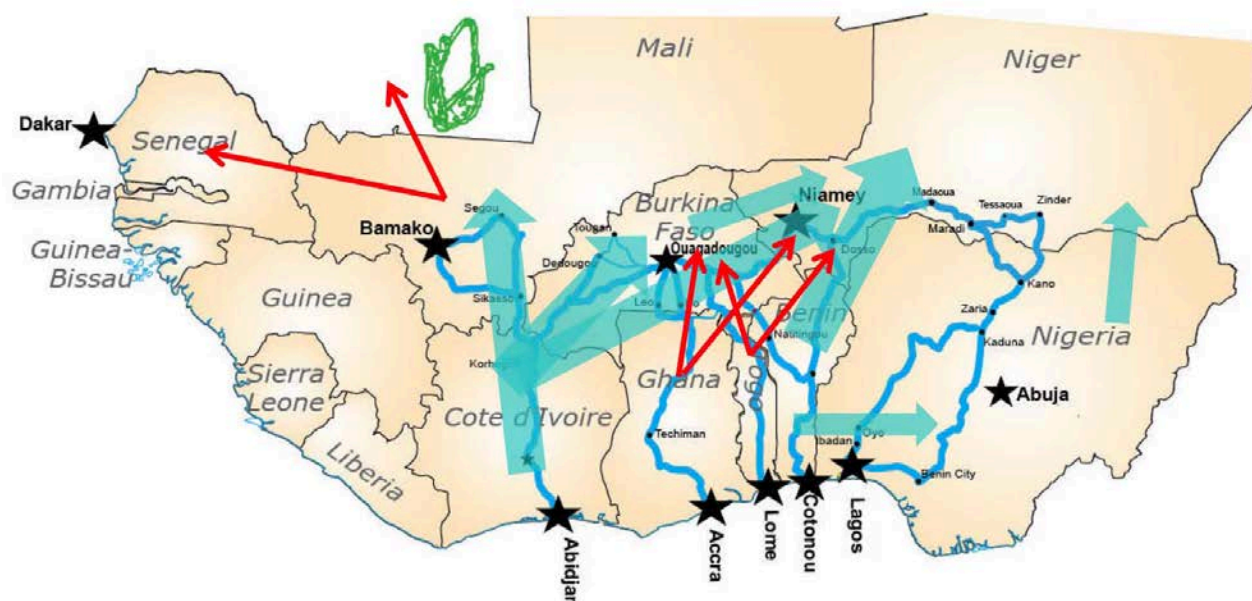 Mali
Niger
Dakar
Senegal
Gambia
Guinea-
Bissau
Bamako
Segou
Burkina
Faso
Tougan
Dedougou
Ouagadougou
Niamey
Madaoua
Tessaoua
Zinder
Maradi
Dosso
Sikasso
Leo
Guinea
Benin
Natitingou
Kano
Zaria
Kaduna
Nigeria
Sierra
Leone
Ghana
Togo
Abuja
Cote d'Ivoire
Techiman
Liberia
Oyo
Ibadan
Benin City
Abidjan
Accra
Lome
Cotonou
Lagos